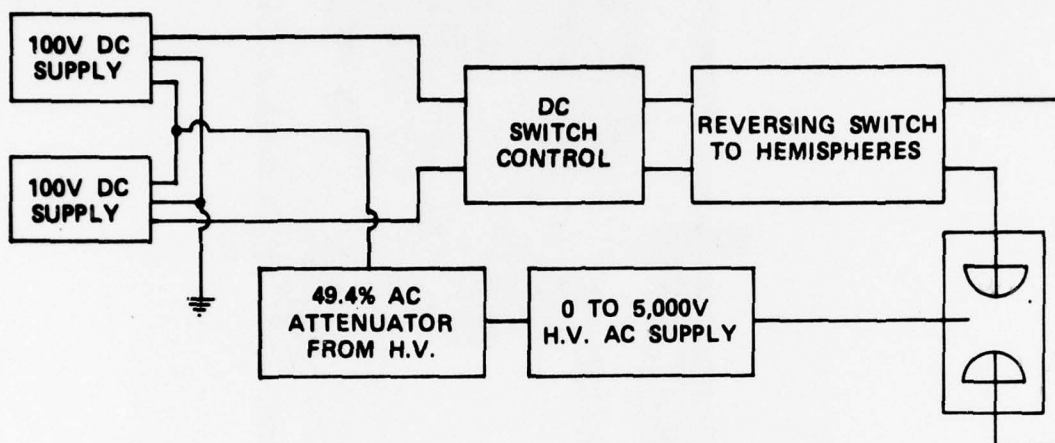 100V DC
SUPPLY
DC
SWITCH
CONTROL
REVERSING SWITCH
TO HEMISPHERES
100V DC
SUPPLY
49.4% AC
ATTENUATOR
FROM H.V.
0 TO 5,000V
H.V. AC SUPPLY